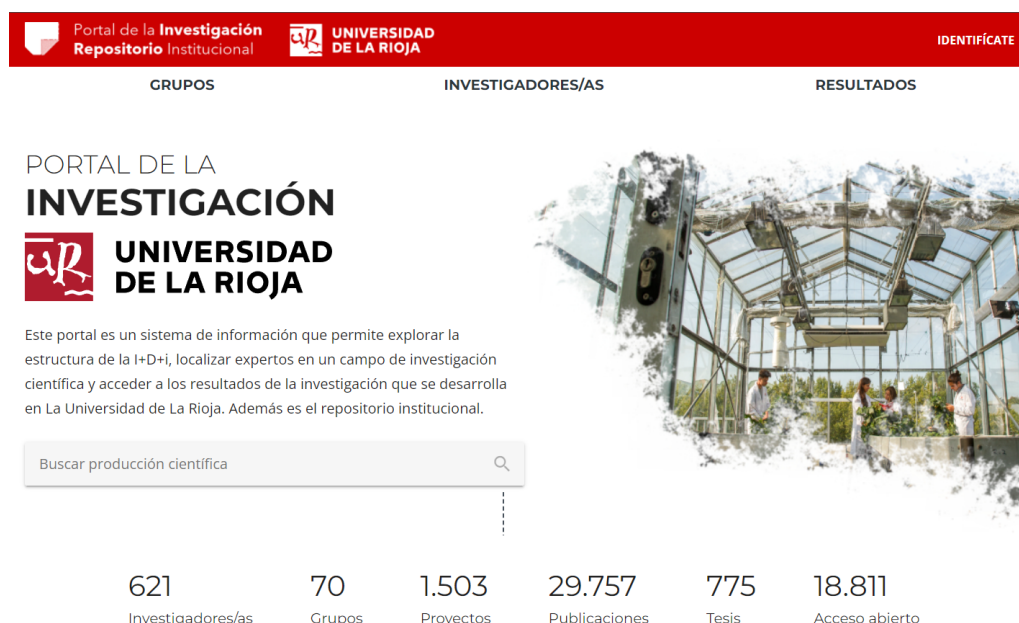 Portal de la Investigación
Repositorio Institucional
UR UNIVERSIDAD
DE LA RIOJA
IDENTIFÍCATE
GRUPOS INVESTIGADORES/AS RESULTADOS
PORTAL DE LA
INVESTIGACIÓN
UR UNIVERSIDAD
DE LA RIOJA
Este portal es un sistema de información que permite explorar la
estructura de la I+D+i, localizar expertos en un campo de investigación
científica y acceder a los resultados de la investigación que se desarrolla
en La Universidad de La Rioja. Además es el repositorio institucional.
Buscar producción científica
621 70 1.503 29.757 775 18.811
Investigadores/as Grupos Proyectos Publicaciones Tesis Acceso abierto